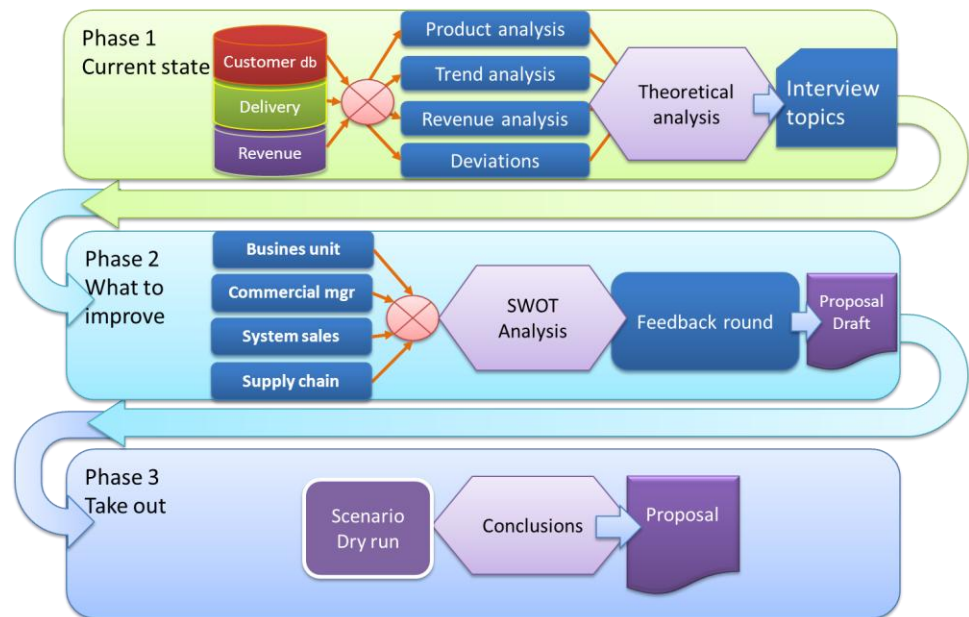 Phase 1
Current state
Customer db
Delivery
Revenue
Product analysis
Trend analysis
Revenue analysis
Deviations
Theoretical
analysis
Interview
topics
Phase 2
What to
improve
Busines unit
Commercial mgr
System sales
Supply chain
SWOT
Analysis
Feedback round
Proposal
Draft
Phase 3
Take out
Scenario
Dry run
Conclusions
Proposal